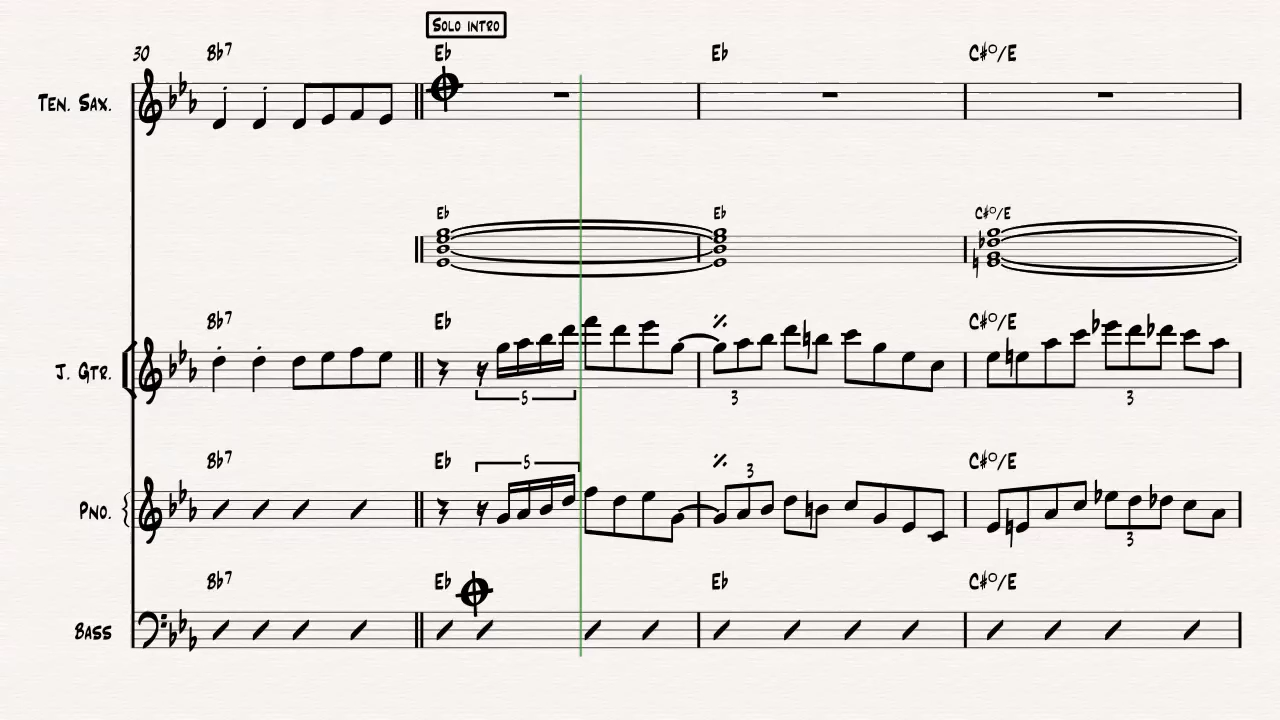 SOLO INTRO
30 Bb7 Eb Eb C#O/E
TEN. SAX.
Eb Eb C#O/E
Bb7 Eb C#O/E
J. GTR.
5 3 3
Bb7 Eb 5 3 C#O/E
PNO.
3
Bb7 Eb Eb C#O/E
BASS